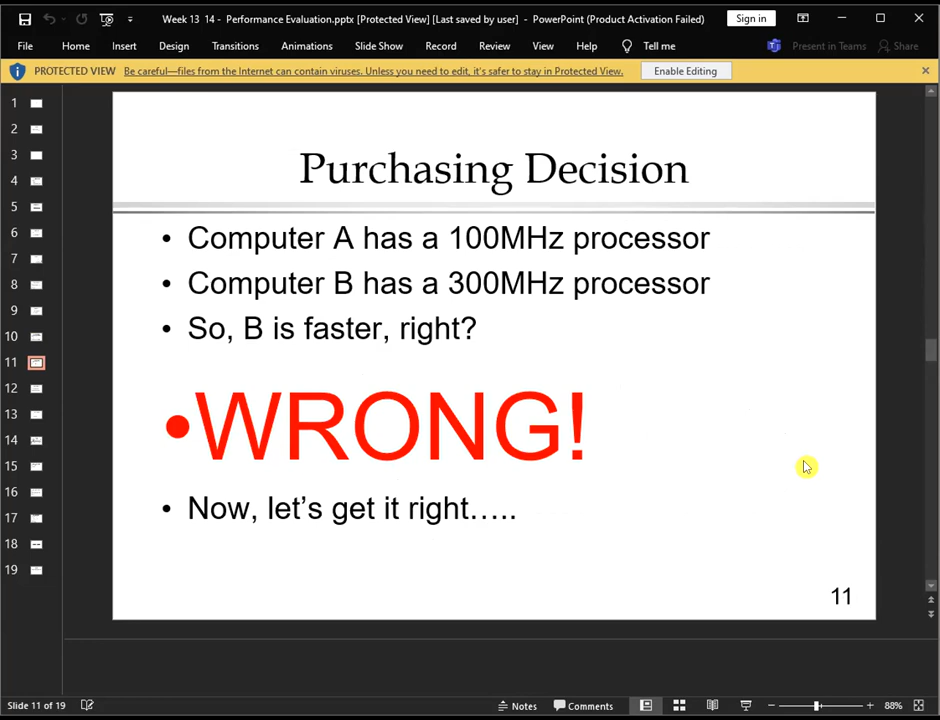 Week 13 14 - Performance Evaluation.pptx [Protected View] [Last saved by user] - PowerPoint (Product Activation Failed)
Sign in
File Home Insert Design Transitions Animations Slide Show Record Review View Help Tell me Present in Teams Share
PROTECTED VIEW Be careful—files from the Internet can contain viruses. Unless you need to edit, it's safer to stay in Protected View. Enable Editing
1
2
3
4
5
6
7
8
9
10
11
12
13
14
15
16
17
18
19
Purchasing Decision
• Computer A has a 100MHz processor
• Computer B has a 300MHz processor
• So, B is faster, right?
•WRONG!
• Now, let's get it right…..
11
Slide 11 of 19 Notes Comments 88%